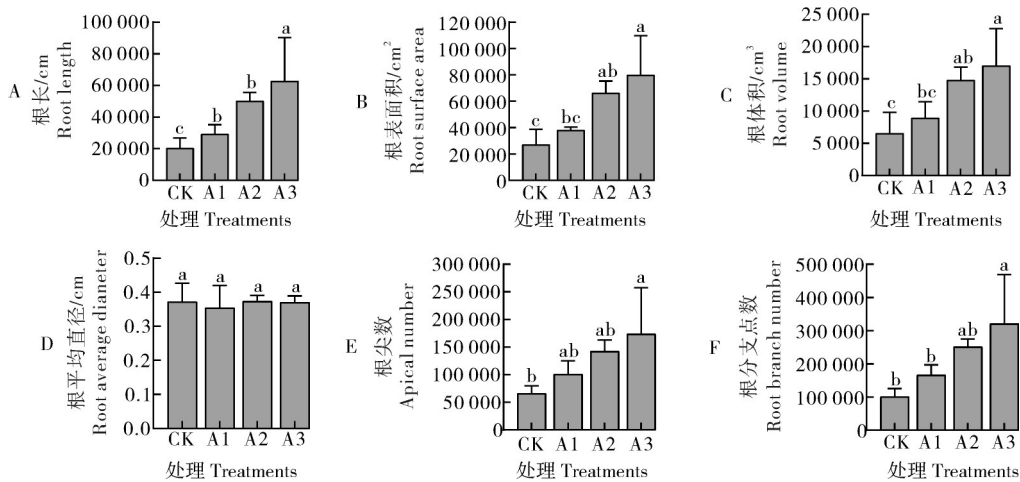 A
根长/cm
Root length
100 000
80 000
60 000
40 000
20 000
0
c
b
b
a
CK A1 A2 A3
处理 Treatments
B
根表面积/cm²
Root surface area
120 000
100 000
80 000
60 000
40 000
20 000
0
c
bc
ab
a
CK A1 A2 A3
处理 Treatments
C
根体积/cm³
Root volume
25 000
20 000
15 000
10 000
5 000
0
c
bc
ab
a
CK A1 A2 A3
处理 Treatments
D
根平均直径/cm
Root average dianeter
0.5
0.4
0.3
0.2
0.1
0.0
a
a
a
a
CK A1 A2 A3
处理 Treatments
E
根尖数
Apical number
300 000
250 000
200 000
150 000
100 000
50 000
0
b
ab
ab
a
CK A1 A2 A3
处理 Treatments
F
根分支点数
Root branch number
500 000
400 000
300 000
200 000
100 000
0
b
b
ab
a
CK A1 A2 A3
处理 Treatments